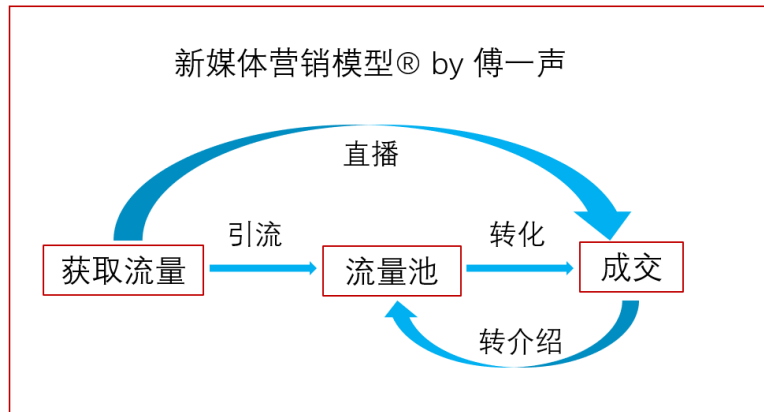 新媒体营销模型® by 傅一声
直播
引流
转化
获取流量
流量池
成交
转介绍